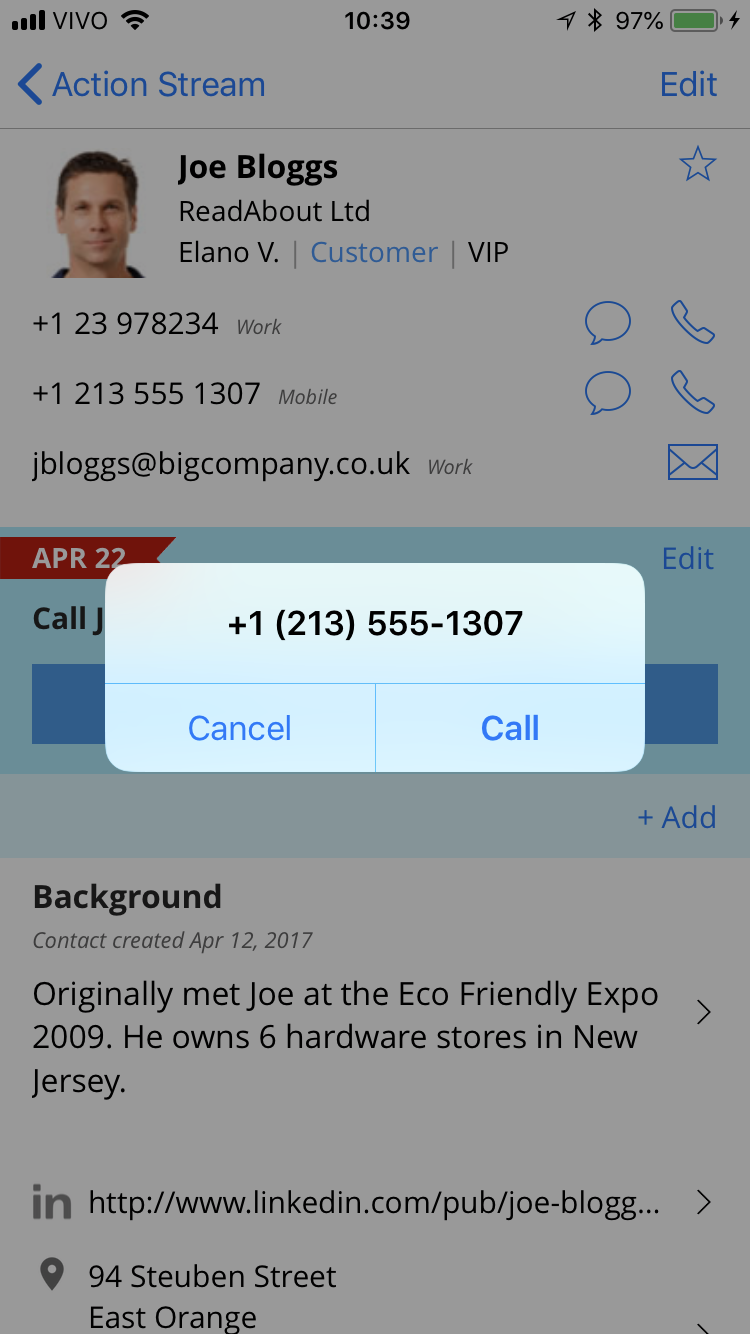 VIVO 10:39 97%
Action Stream Edit
Joe Bloggs
ReadAbout Ltd
Elano V. | Customer | VIP
+1 23 978234 Work
+1 213 555 1307 Mobile
jbloggs@bigcompany.co.uk Work
APR 22 Edit
Call J
+1 (213) 555-1307
Cancel Call
+ Add
Background
Contact created Apr 12, 2017
Originally met Joe at the Eco Friendly Expo
2009. He owns 6 hardware stores in New
Jersey.
in http://www.linkedin.com/pub/joe-blogg...
94 Steuben Street
East Orange